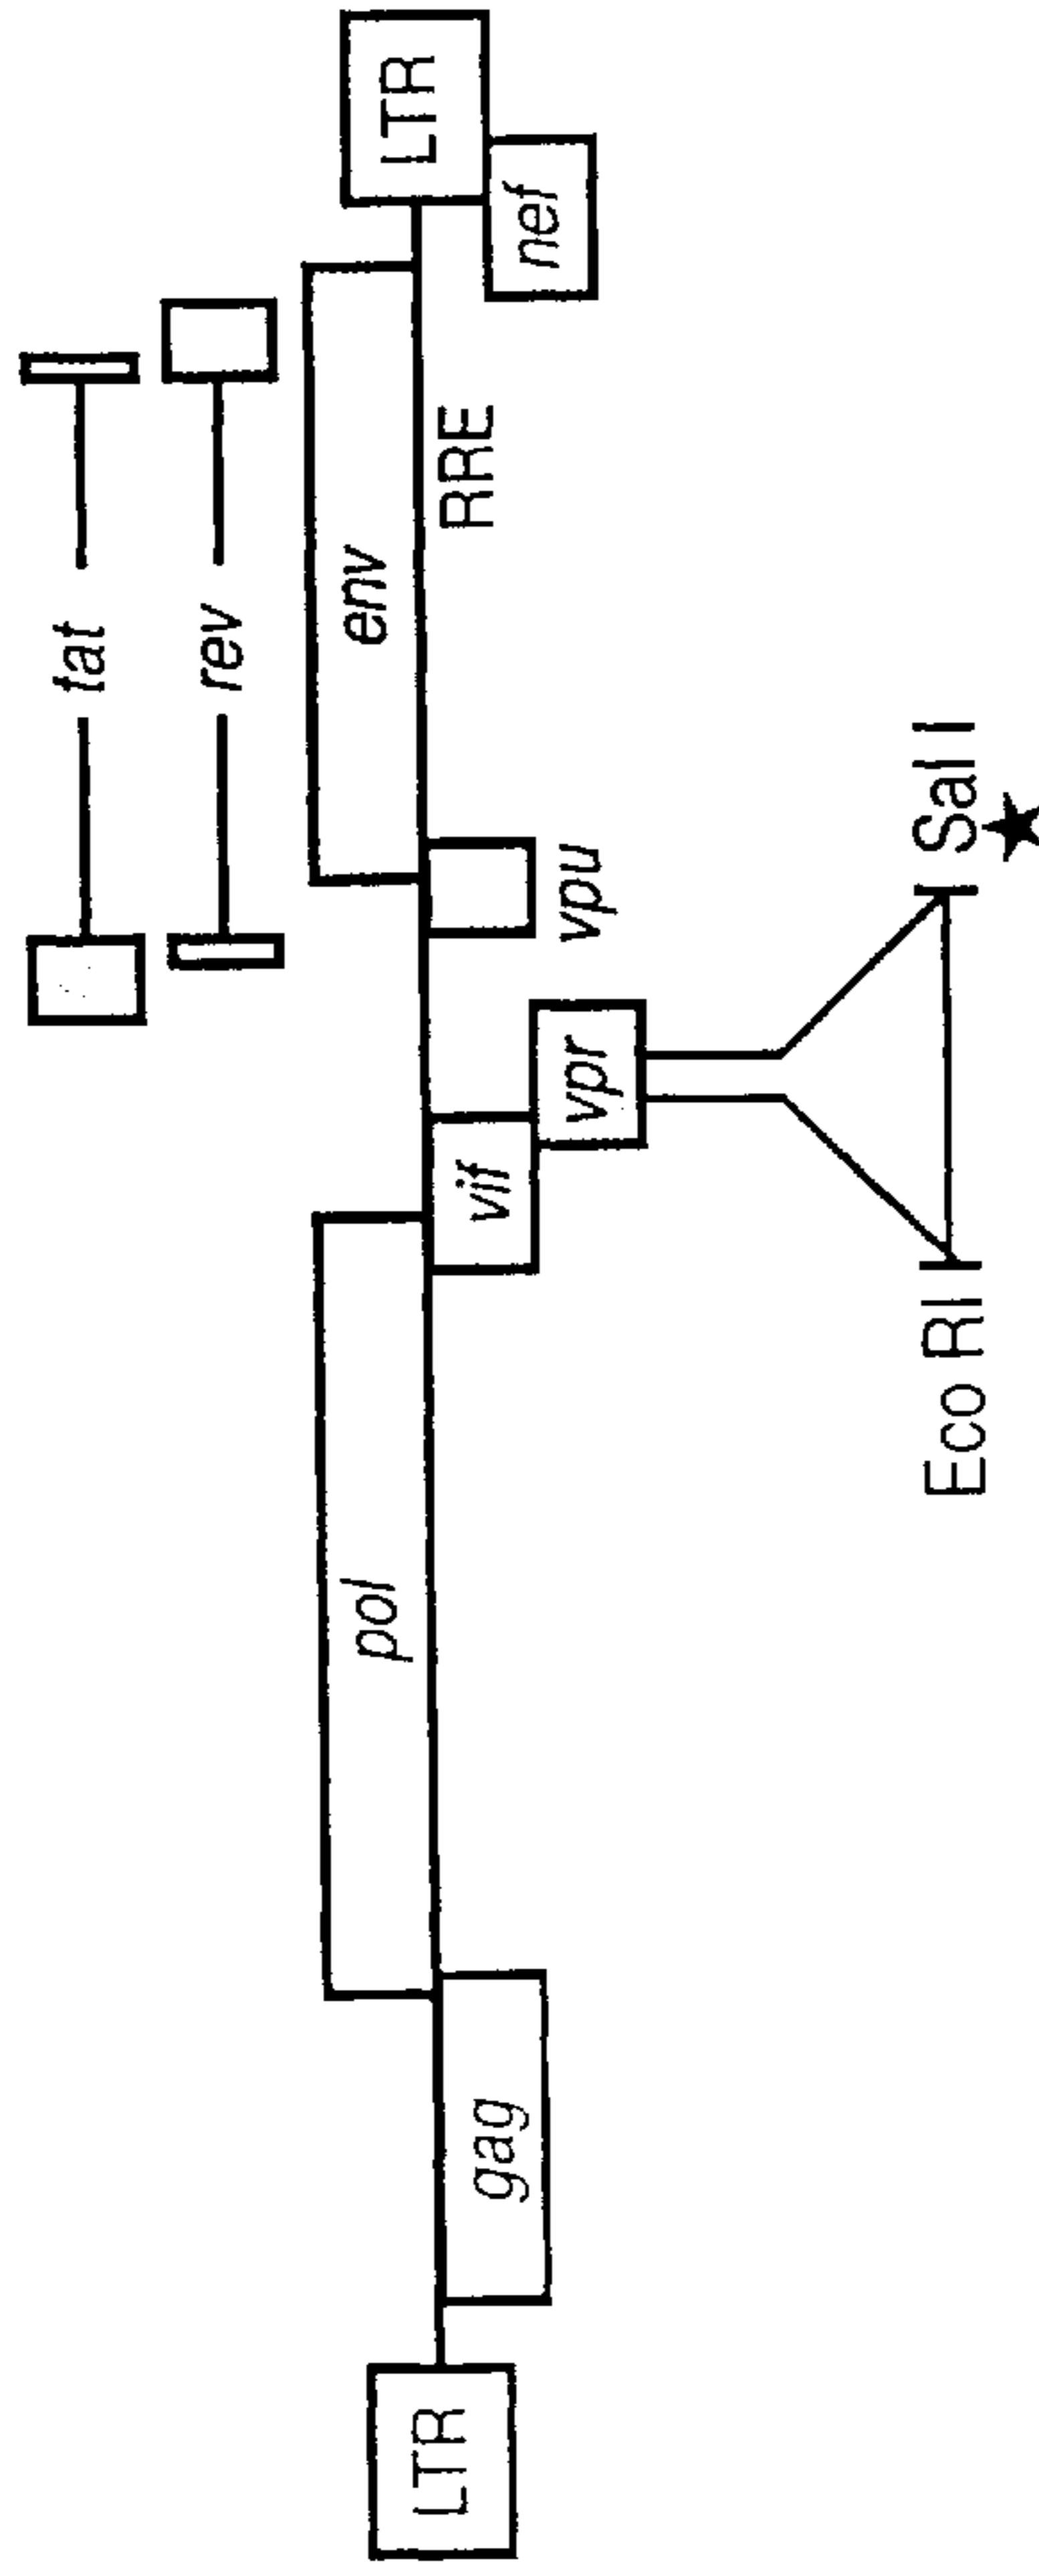 tat
rev
env
pol
RRE
LTR
gag
vif
vpr
vpu
nef
LTR
Eco RI
Sal I